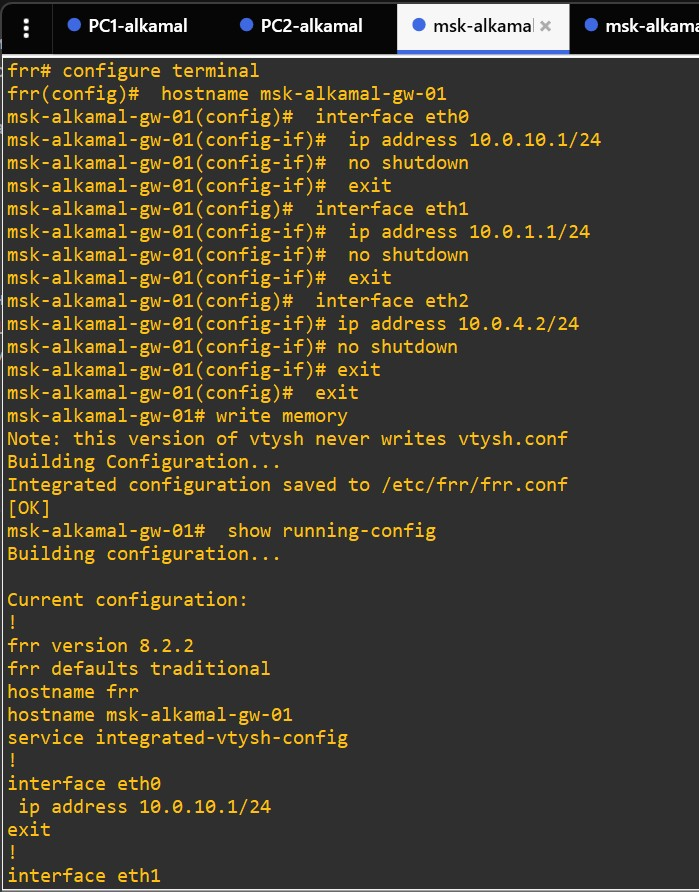 PC1-alkamal PC2-alkamal msk-alkamal msk-alkama
frr# configure terminal
frr(config)#  hostname msk-alkamal-gw-01
msk-alkamal-gw-01(config)#  interface eth0
msk-alkamal-gw-01(config-if)#  ip address 10.0.10.1/24
msk-alkamal-gw-01(config-if)#  no shutdown
msk-alkamal-gw-01(config-if)#  exit
msk-alkamal-gw-01(config)#  interface eth1
msk-alkamal-gw-01(config-if)#  ip address 10.0.1.1/24
msk-alkamal-gw-01(config-if)#  no shutdown
msk-alkamal-gw-01(config-if)#  exit
msk-alkamal-gw-01(config)#  interface eth2
msk-alkamal-gw-01(config-if)# ip address 10.0.4.2/24
msk-alkamal-gw-01(config-if)# no shutdown
msk-alkamal-gw-01(config-if)# exit
msk-alkamal-gw-01(config)#  exit
msk-alkamal-gw-01# write memory
Note: this version of vtysh never writes vtysh.conf
Building Configuration...
Integrated configuration saved to /etc/frr/frr.conf
[OK]
msk-alkamal-gw-01#  show running-config
Building configuration...
Current configuration:
!
frr version 8.2.2
frr defaults traditional
hostname frr
hostname msk-alkamal-gw-01
service integrated-vtysh-config
!
interface eth0
 ip address 10.0.10.1/24
exit
!
interface eth1